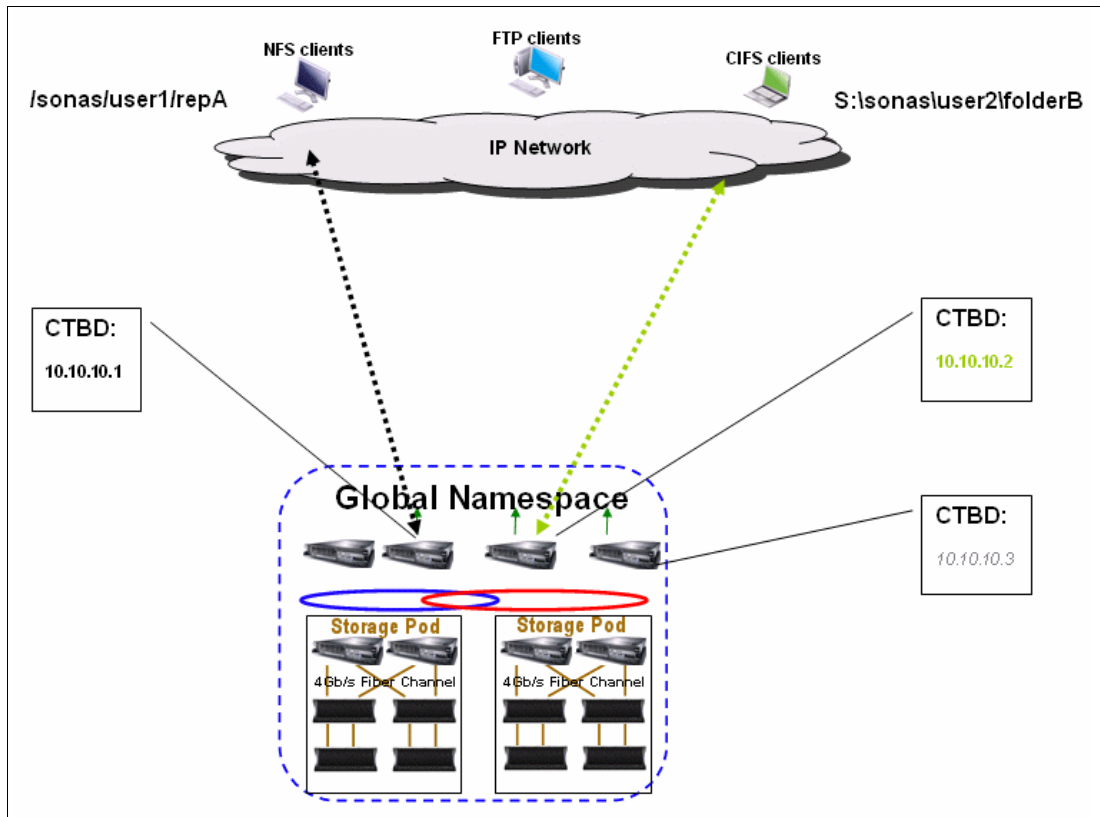 FTP clients
NFS clients
CIFS clients
/sonas/user1/repA
S:\sonas\user2\folderB
IP Network
CTBD:
10.10.10.1
CTBD:
10.10.10.2
Global Namespace
CTBD:
10.10.10.3
Storage Pod
Storage Pod
4Gb/s Fiber Channel
4Gb/s Fiber Channel